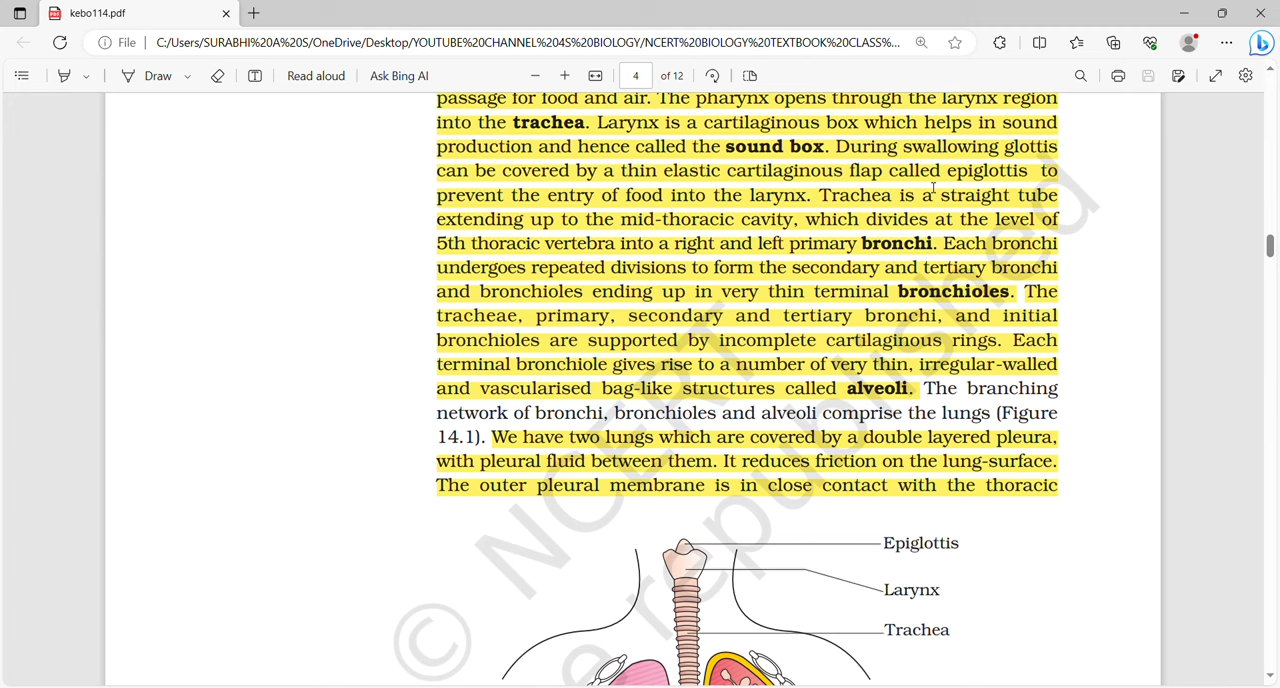 kebo114.pdf
File
C:/Users/SURABHI%20A%20S/OneDrive/Desktop/YOUTUBE%20CHANNEL%204S%20BIOLOGY/NCERT%20BIOLOGY%20TEXTBOOK%20CLASS%...
Draw
Read aloud
Ask Bing AI
4
of 12
passage for food and air. The pharynx opens through the larynx region
into the trachea. Larynx is a cartilaginous box which helps in sound
production and hence called the sound box. During swallowing glottis
can be covered by a thin elastic cartilaginous flap called epiglottis to
prevent the entry of food into the larynx. Trachea is a straight tube
extending up to the mid-thoracic cavity, which divides at the level of
5th thoracic vertebra into a right and left primary bronchi. Each bronchi
undergoes repeated divisions to form the secondary and tertiary bronchi
and bronchioles ending up in very thin terminal bronchioles. The
tracheae, primary, secondary and tertiary bronchi, and initial
bronchioles are supported by incomplete cartilaginous rings. Each
terminal bronchiole gives rise to a number of very thin, irregular-walled
and vascularised bag-like structures called alveoli. The branching
network of bronchi, bronchioles and alveoli comprise the lungs (Figure
14.1). We have two lungs which are covered by a double layered pleura,
with pleural fluid between them. It reduces friction on the lung-surface.
The outer pleural membrane is in close contact with the thoracic
Epiglottis
Larynx
Trachea
© NCERT
be republished